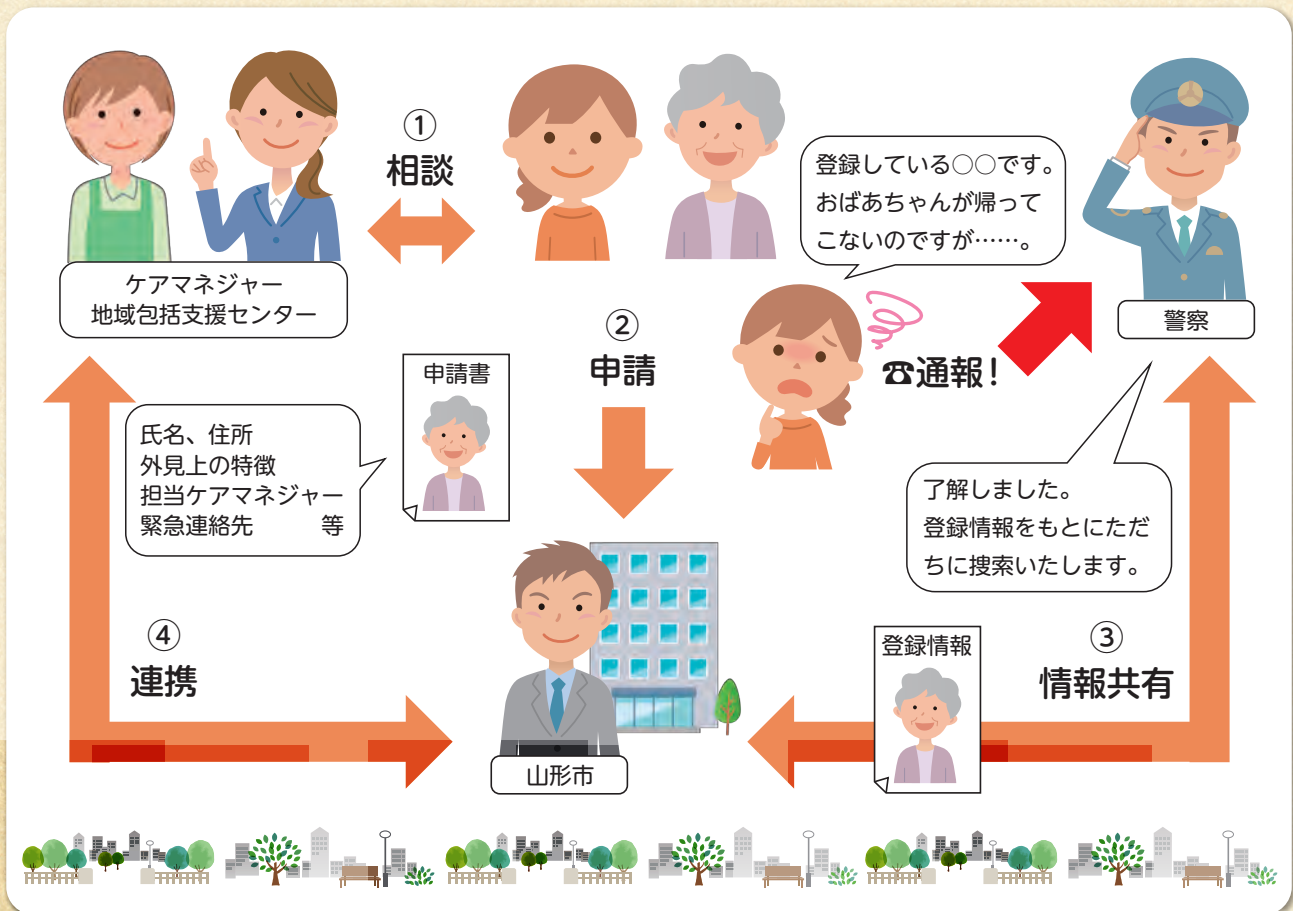 ①
相談
ケアマネジャー
地域包括支援センター
登録している○○です。
おばあちゃんが帰って
こないのですが……。
警察
②
申請
☎通報!
申請書
氏名、住所
外見上の特徴
担当ケアマネジャー
緊急連絡先 等
了解しました。
登録情報をもとにただ
ちに捜索いたします。
④
連携
③
情報共有
登録情報
山形市